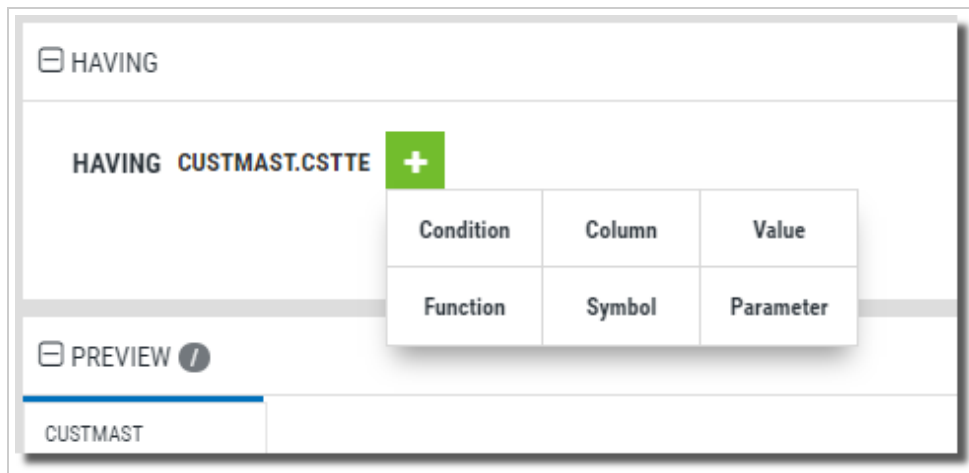 HAVING
HAVING CUSTMAST.CSTTE
Condition Column Value
Function Symbol Parameter
PREVIEW
CUSTMAST